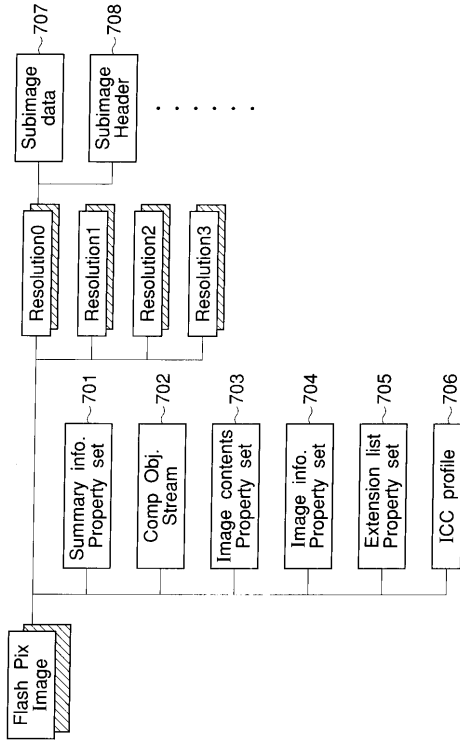 Flash Pix
Image
Summary info.
Property set
701
Comp Obj.
Stream
702
Image contents
Property set
703
Image info.
Property set
704
Extension list
Property set
705
ICC profile
706
Resolution0
Resolution1
Resolution2
Resolution3
Subimage
data
707
Subimage
Header
708